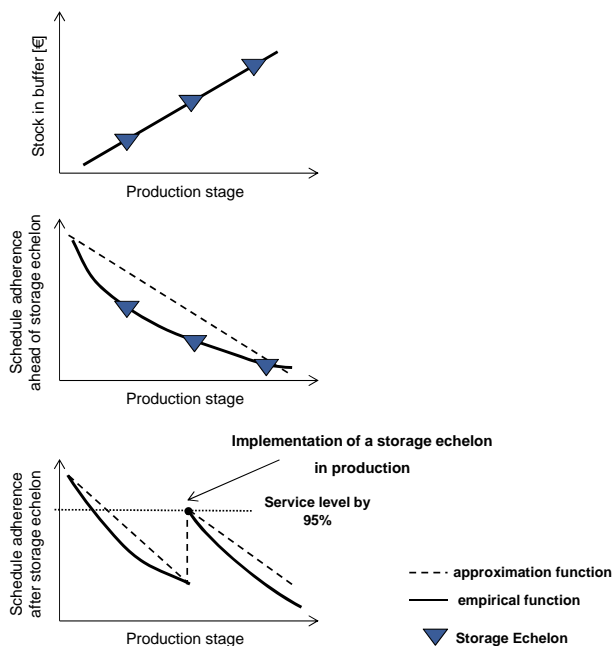 Stock in buffer [€]
Production stage
Schedule adherence
ahead of storage echelon
Production stage
Implementation of a storage echelon
in production
Service level by
95%
Schedule adherence
after storage echelon
approximation function
empirical function
Storage Echelon
Production stage